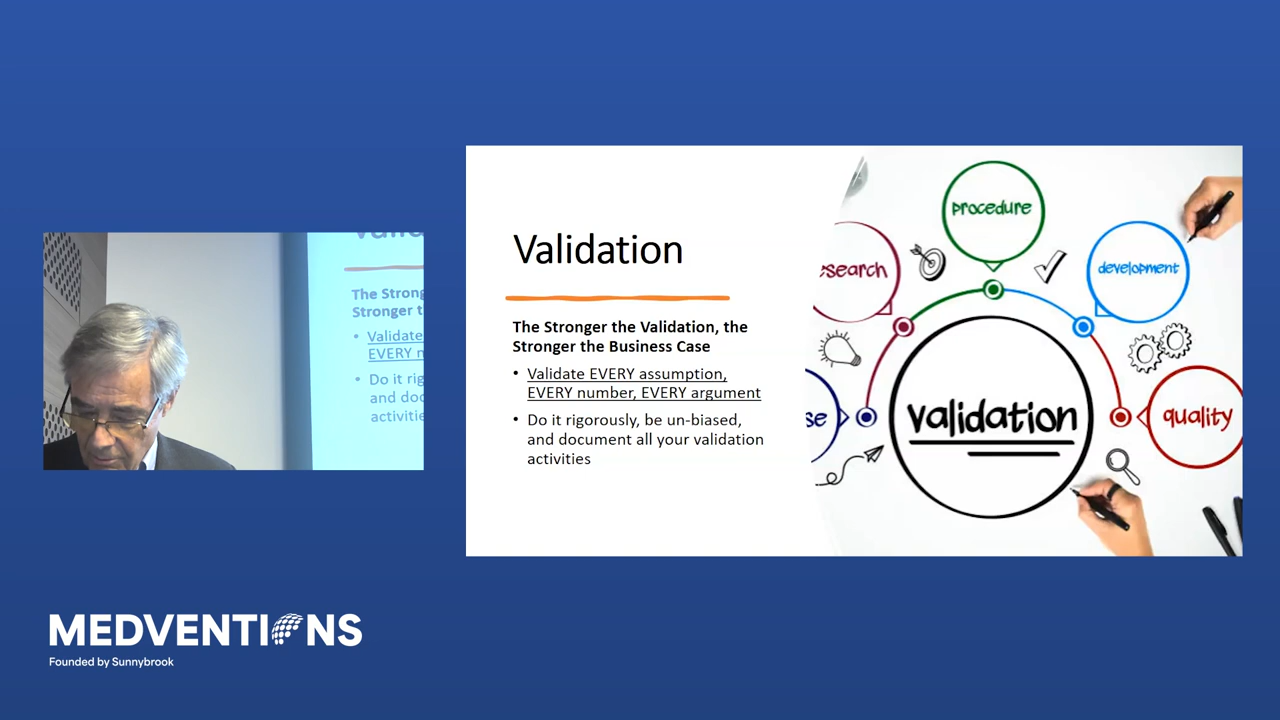 Valid
The Strong
Stronger t
Validate
EVERY n
Do it rig
and doc
activitie
Validation
The Stronger the Validation, the
Stronger the Business Case
• Validate EVERY assumption,
EVERY number, EVERY argument
• Do it rigorously, be un-biased,
and document all your validation
activities
procedure
esearch
development
se
validation
quality
MEDVENTIONS
Founded by Sunnybrook